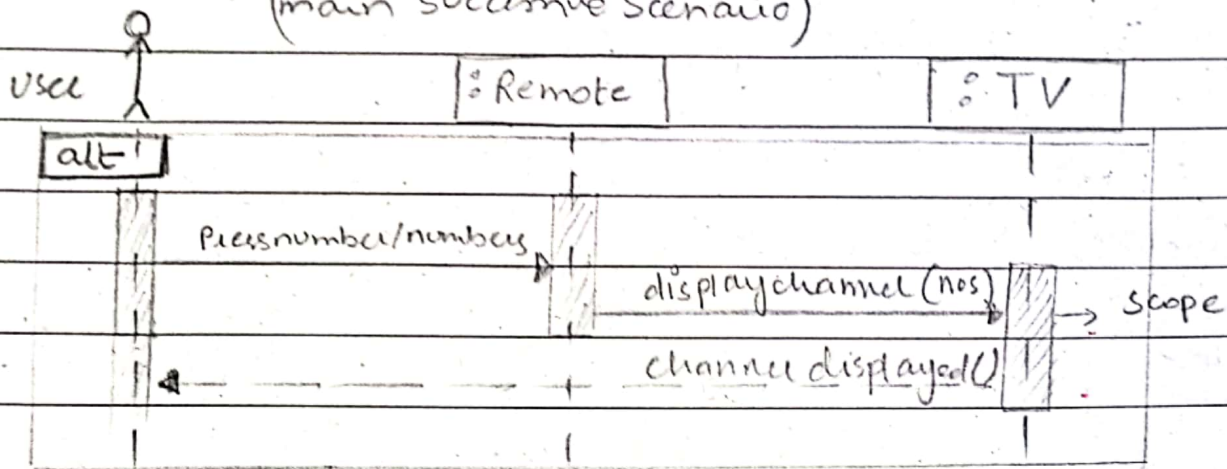 (main successive scenario)
User
: Remote
: TV
alt
Pressnumber/numbers
displaychannel (nos)
scope
channel displayed()